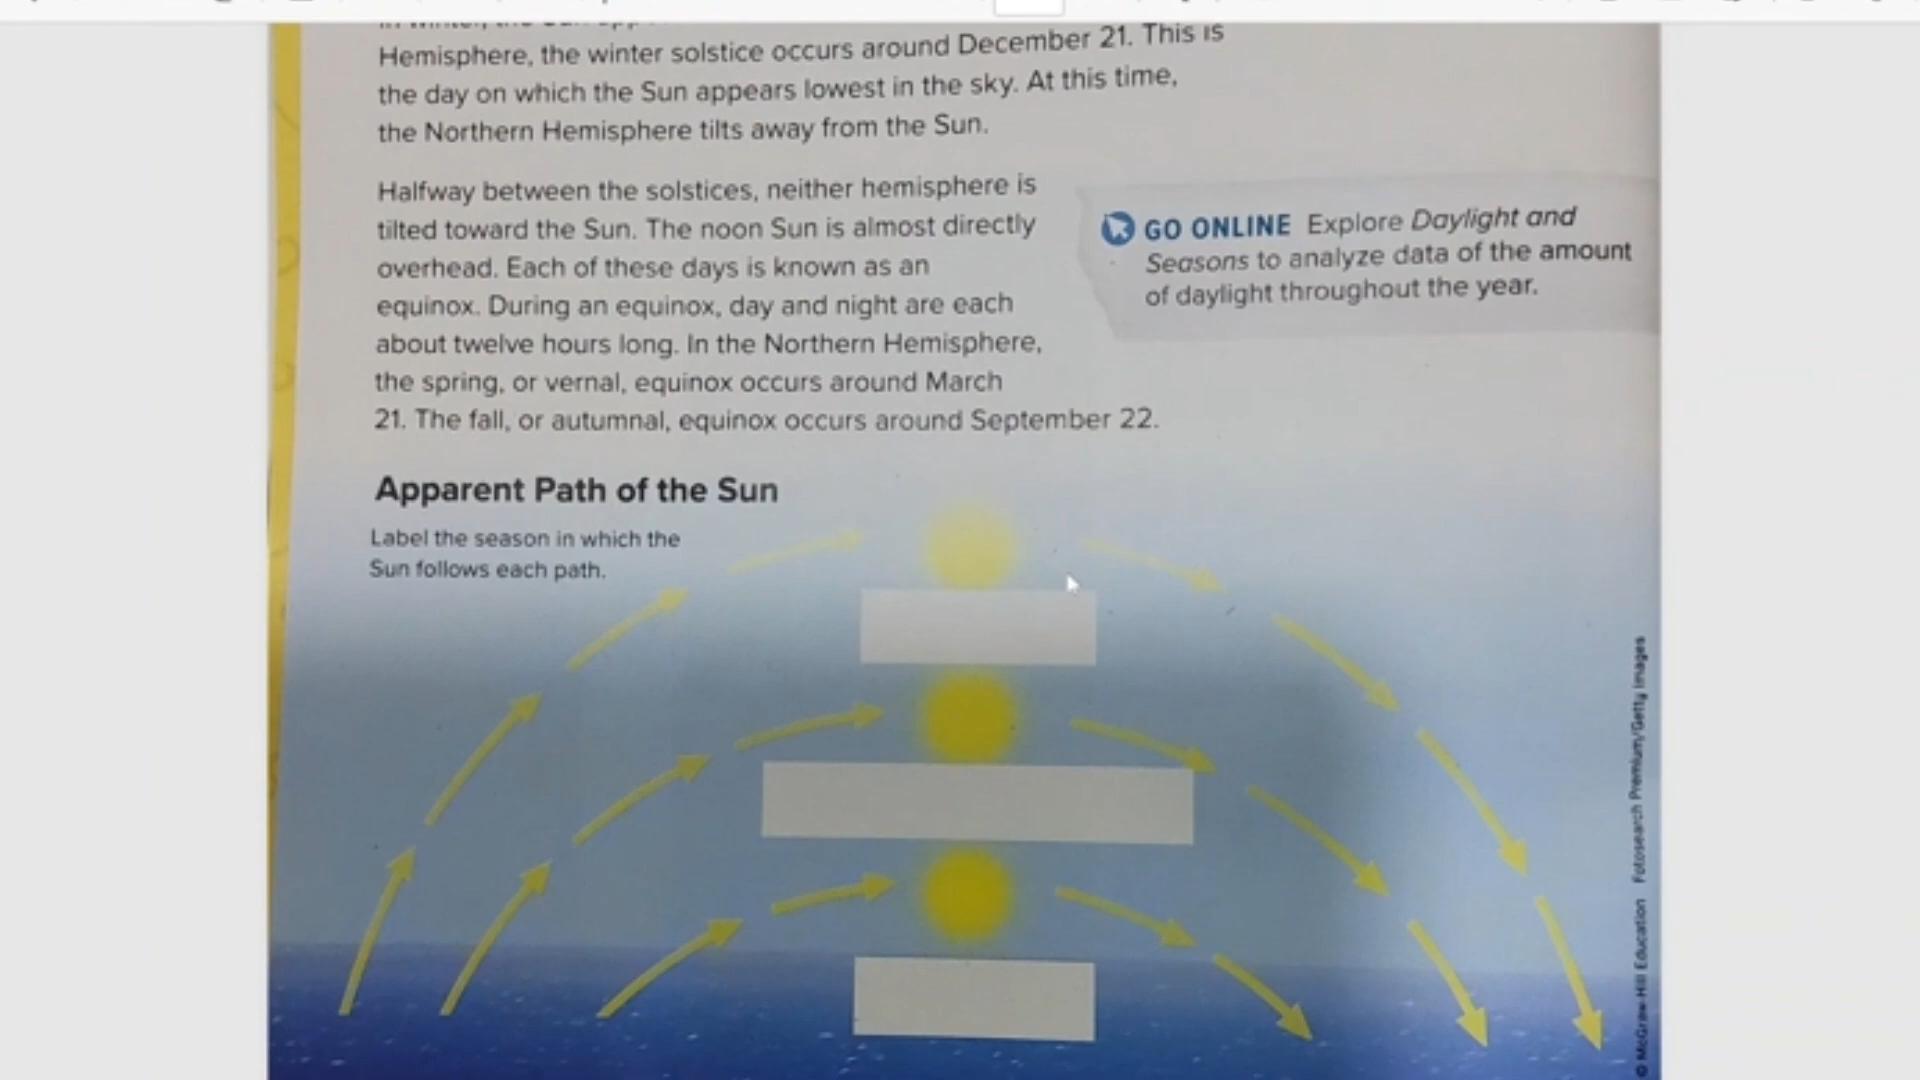 Hemisphere, the winter solstice occurs around December 21. This is
the day on which the Sun appears lowest in the sky. At this time,
the Northern Hemisphere tilts away from the Sun.
Halfway between the solstices, neither hemisphere is
tilted toward the Sun. The noon Sun is almost directly
overhead. Each of these days is known as an
equinox. During an equinox, day and night are each
about twelve hours long. In the Northern Hemisphere,
the spring, or vernal, equinox occurs around March
21. The fall, or autumnal, equinox occurs around September 22.
GO ONLINE Explore Daylight and
Seasons to analyze data of the amount
of daylight throughout the year.
Apparent Path of the Sun
Label the season in which the
Sun follows each path.
© McGraw-Hill Education Fotosearch Premium/Getty Images